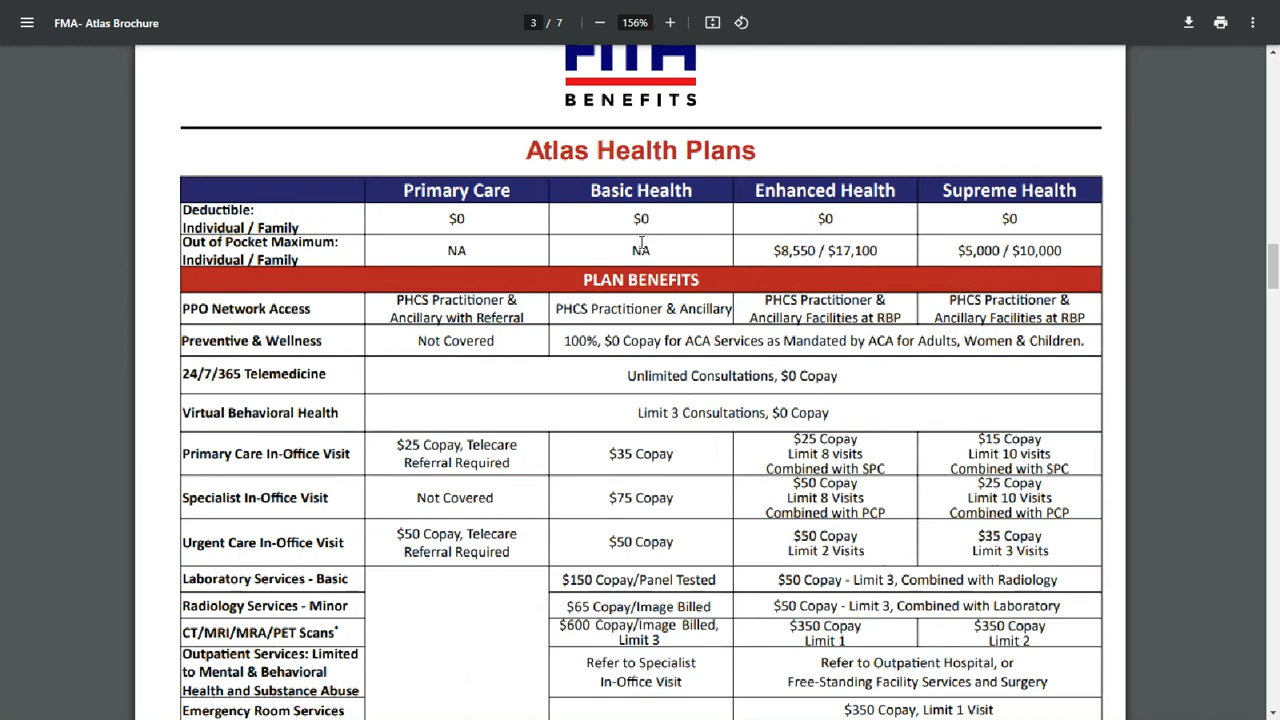 FMA- Atlas Brochure
3 / 7
156%
BENEFITS
Atlas Health Plans
Primary Care Basic Health Enhanced Health Supreme Health
Deductible:
Individual / Family $0 $0 $0 $0
Out of Pocket Maximum:
Individual / Family NA NA $8,550 / $17,100 $5,000 / $10,000
PLAN BENEFITS
PPO Network Access
PHCS Practitioner &
Ancillary with Referral
PHCS Practitioner & Ancillary
PHCS Practitioner &
Ancillary Facilities at RBP
PHCS Practitioner &
Ancillary Facilities at RBP
Preventive & Wellness Not Covered 100%, $0 Copay for ACA Services as Mandated by ACA for Adults, Women & Children.
24/7/365 Telemedicine Unlimited Consultations, $0 Copay
Virtual Behavioral Health Limit 3 Consultations, $0 Copay
Primary Care In-Office Visit
$25 Copay, Telecare
Referral Required
$35 Copay
$25 Copay
Limit 8 visits
Combined with SPC
$15 Copay
Limit 10 visits
Combined with SPC
Specialist In-Office Visit
Not Covered
$75 Copay
$50 Copay
Limit 8 Visits
Combined with PCP
$25 Copay
Limit 10 Visits
Combined with PCP
Urgent Care In-Office Visit
$50 Copay, Telecare
Referral Required
$50 Copay
$50 Copay
Limit 2 Visits
$35 Copay
Limit 3 Visits
Laboratory Services - Basic $150 Copay/Panel Tested $50 Copay - Limit 3, Combined with Radiology
Radiology Services - Minor $65 Copay/Image Billed $50 Copay - Limit 3, Combined with Laboratory
CT/MRI/MRA/PET Scans*
$600 Copay/Image Billed,
Limit 3
$350 Copay
Limit 1
$350 Copay
Limit 2
Outpatient Services: Limited
to Mental & Behavioral
Health and Substance Abuse
Refer to Specialist
In-Office Visit
Refer to Outpatient Hospital, or
Free-Standing Facility Services and Surgery
Emergency Room Services $350 Copay, Limit 1 Visit